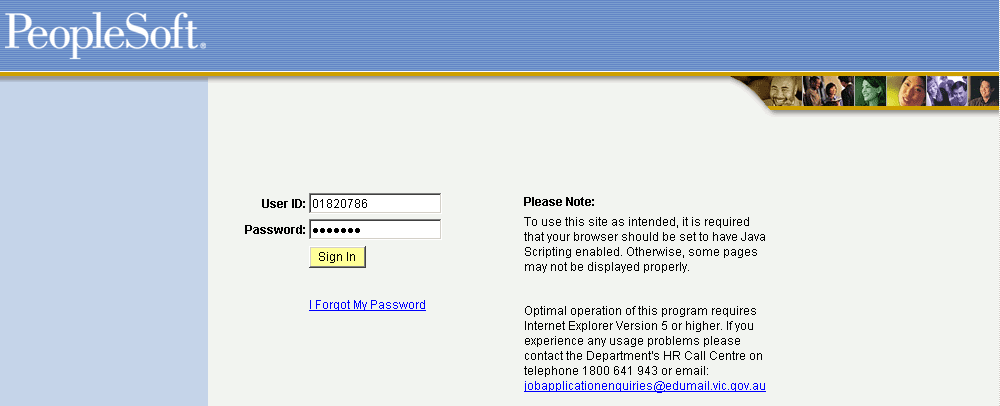 PeopleSoft®
User ID: 01820786
Password: •••••••
Sign In
I Forgot My Password
Please Note:
To use this site as intended, it is required
that your browser should be set to have Java
Scripting enabled. Otherwise, some pages
may not be displayed properly.
Optimal operation of this program requires
Internet Explorer Version 5 or higher. If you
experience any usage problems please
contact the Department's HR Call Centre on
telephone 1800 641 943 or email:
jobapplicationenquiries@edumail.vic.gov.au